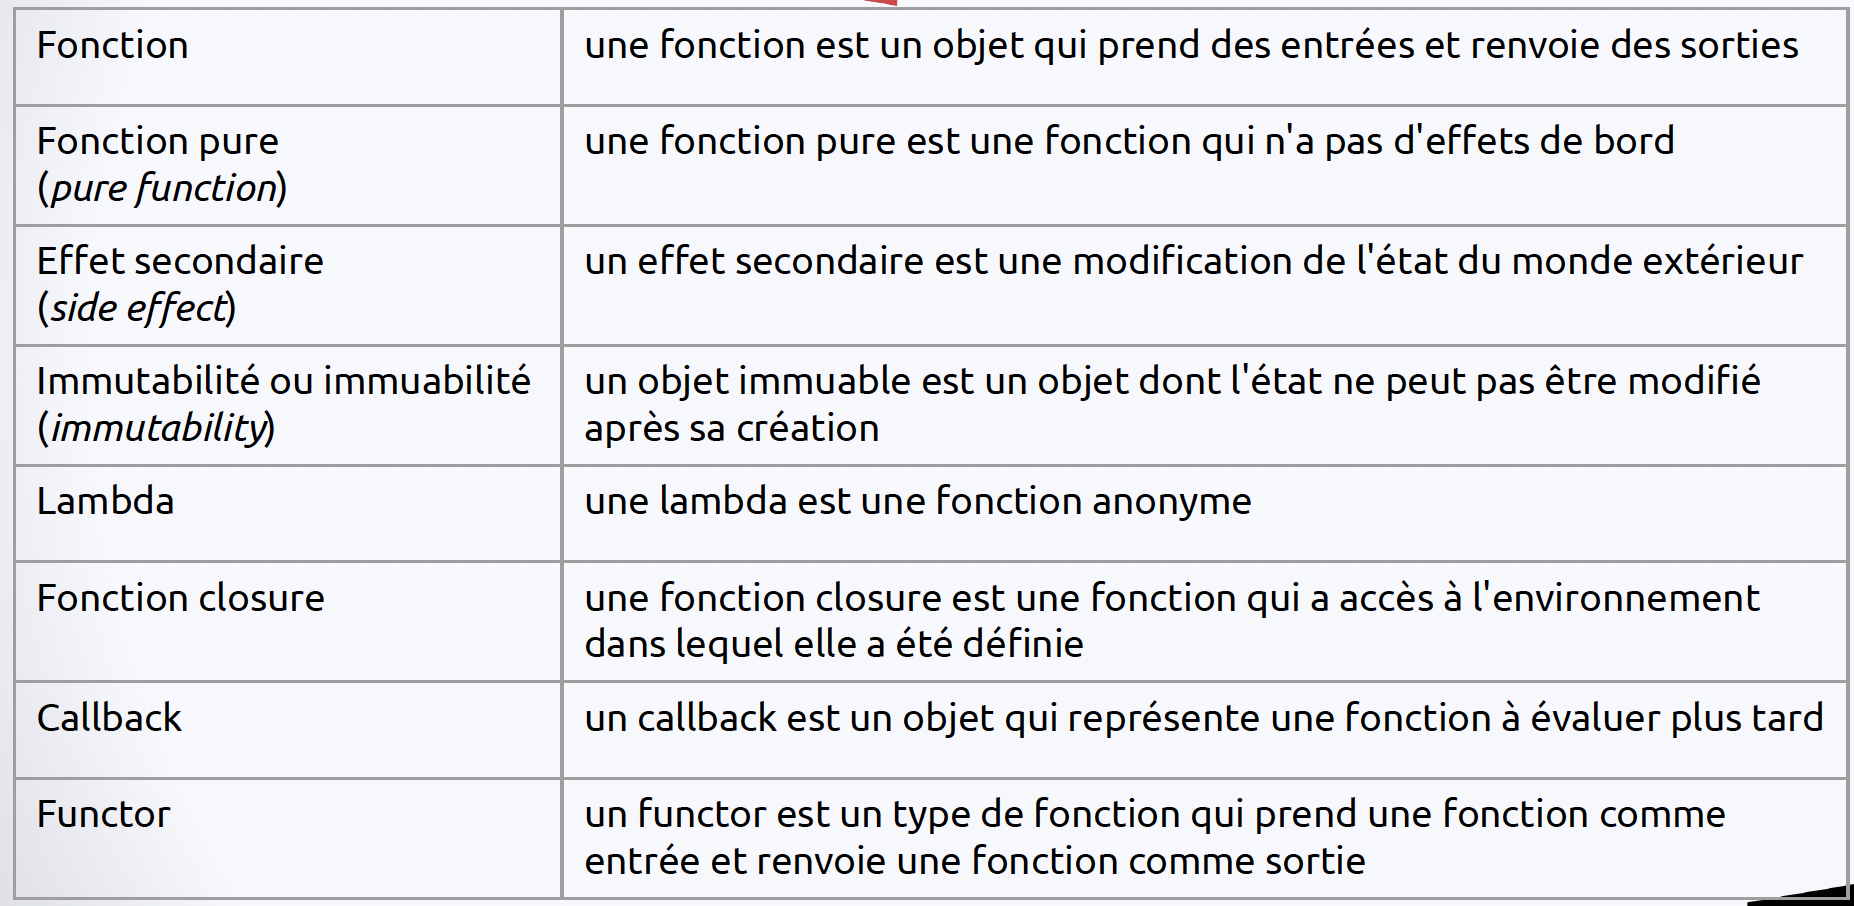 Fonction
une fonction est un objet qui prend des entrées et renvoie des sorties
Fonction pure
(pure function)
une fonction pure est une fonction qui n'a pas d'effets de bord
Effet secondaire
(side effect)
un effet secondaire est une modification de l'état du monde extérieur
Immutabilité ou immuabilité
(immutability)
un objet immuable est un objet dont l'état ne peut pas être modifié
après sa création
Lambda
une lambda est une fonction anonyme
Fonction closure
une fonction closure est une fonction qui a accès à l'environnement
dans lequel elle a été définie
Callback
un callback est un objet qui représente une fonction à évaluer plus tard
Functor
un functor est un type de fonction qui prend une fonction comme
entrée et renvoie une fonction comme sortie